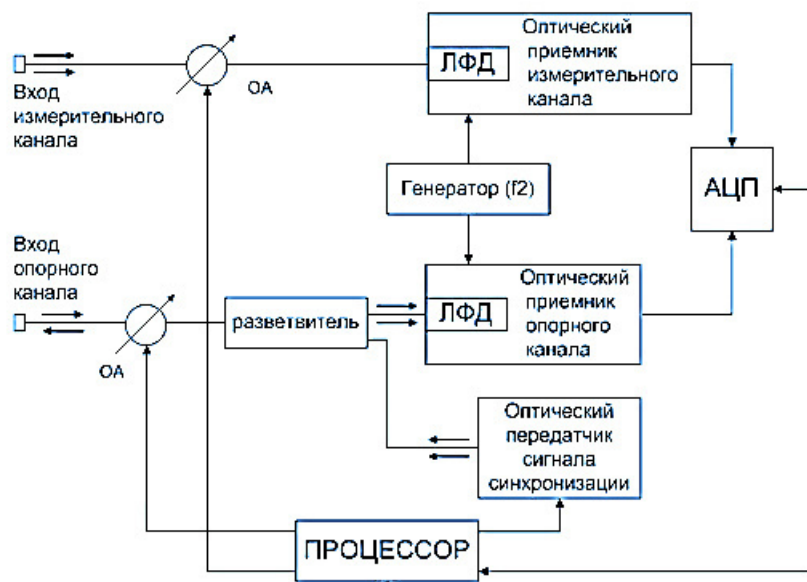 Вход
измерительного
канала
ОА
ЛФД
Оптический
приемник
измерительного
канала
Генератор (f2)
АЦП
Вход
опорного
канала
ОА
разветвитель
ЛФД
Оптический
приемник
опорного
канала
Оптический
передатчик
сигнала
синхронизации
ПРОЦЕССОР